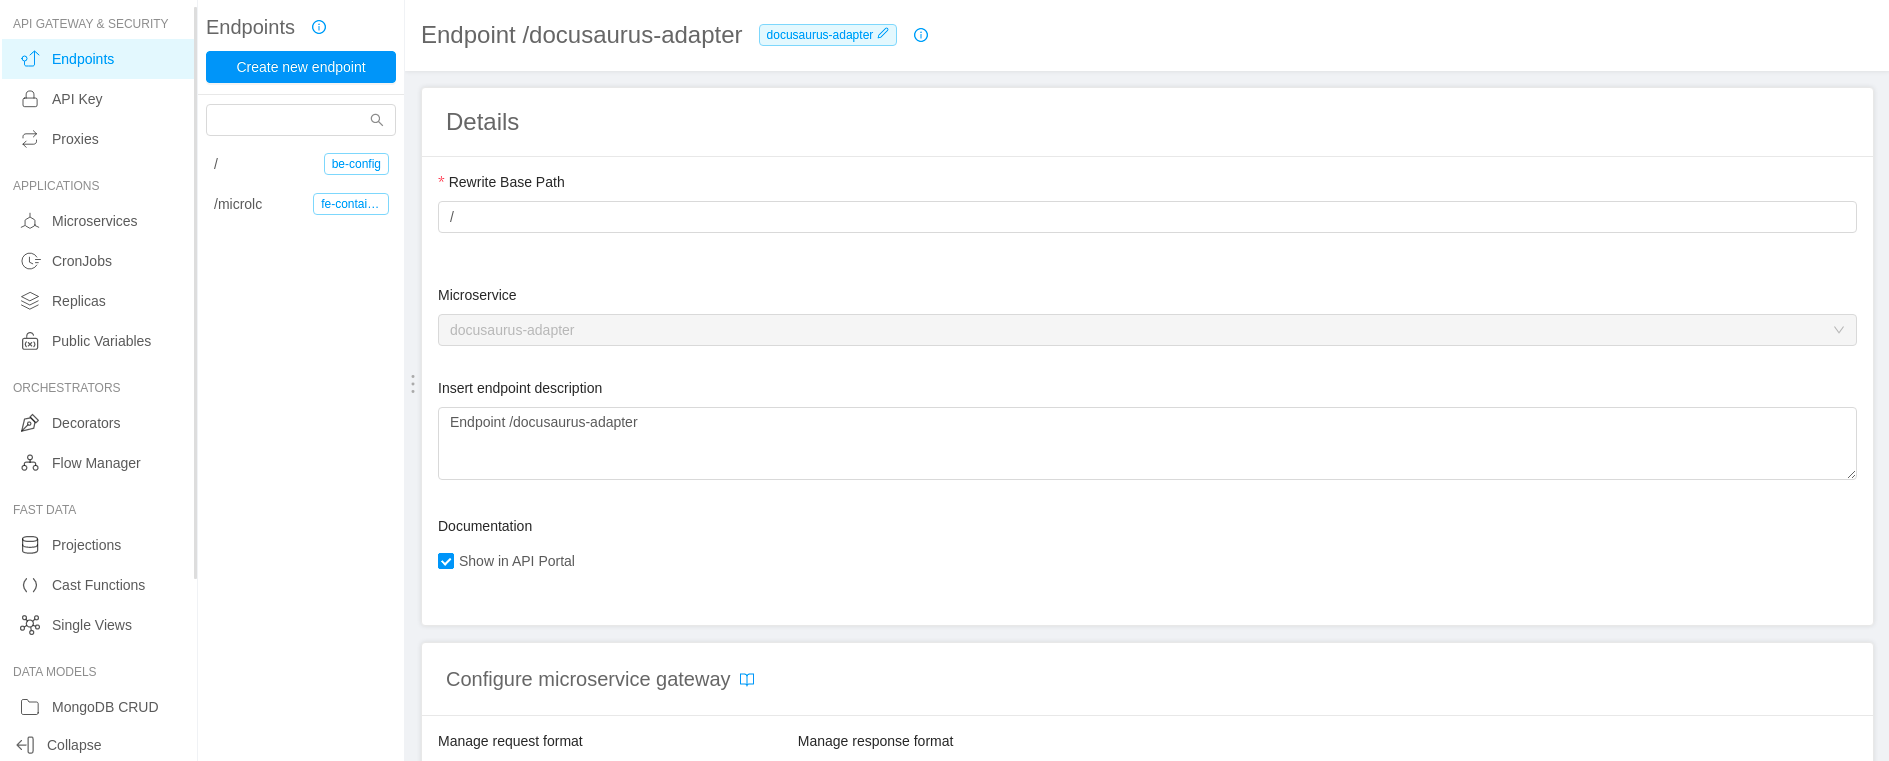 API GATEWAY & SECURITY
Endpoints
API Key
Proxies
APPLICATIONS
Microservices
CronJobs
Replicas
Public Variables
ORCHESTRATORS
Decorators
Flow Manager
FAST DATA
Projections
Cast Functions
Single Views
DATA MODELS
MongoDB CRUD
Collapse
Endpoints
Create new endpoint
/ be-config
/microlc fe-contai...
Endpoint /docusaurus-adapter docusaurus-adapter
Details
* Rewrite Base Path
/
Microservice
docusaurus-adapter
Insert endpoint description
Endpoint /docusaurus-adapter
Documentation
Show in API Portal
Configure microservice gateway
Manage request format Manage response format